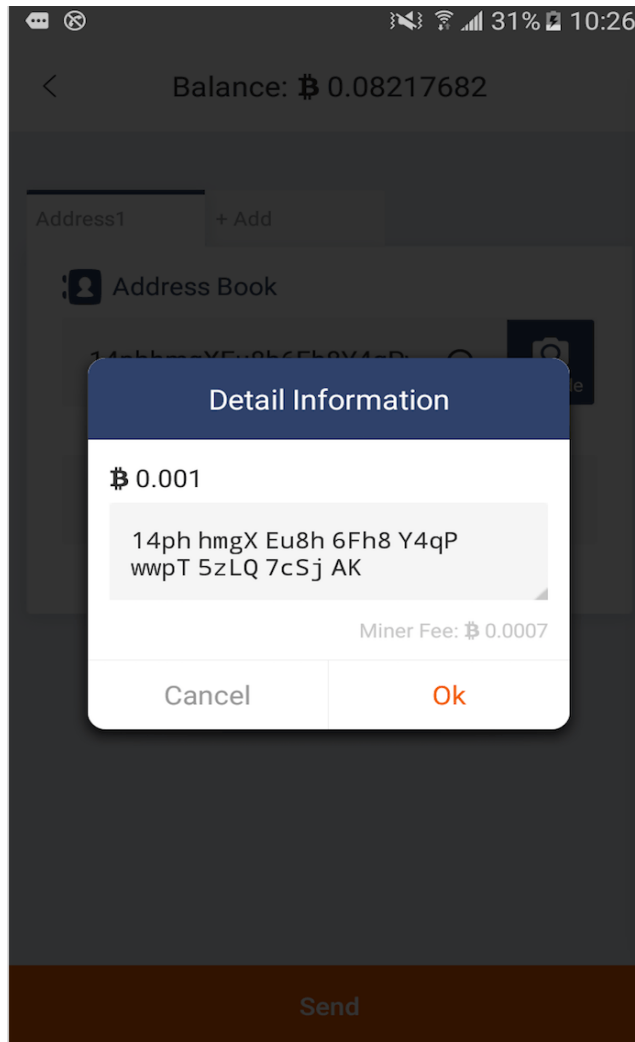 31% 10:26
Balance: ₿ 0.08217682
Address1 + Add
Address Book
Detail Information
₿ 0.001
14ph hmgX Eu8h 6Fh8 Y4qP
wwpT 5zLQ 7cSj AK
Miner Fee: ₿ 0.0007
Cancel Ok
Send